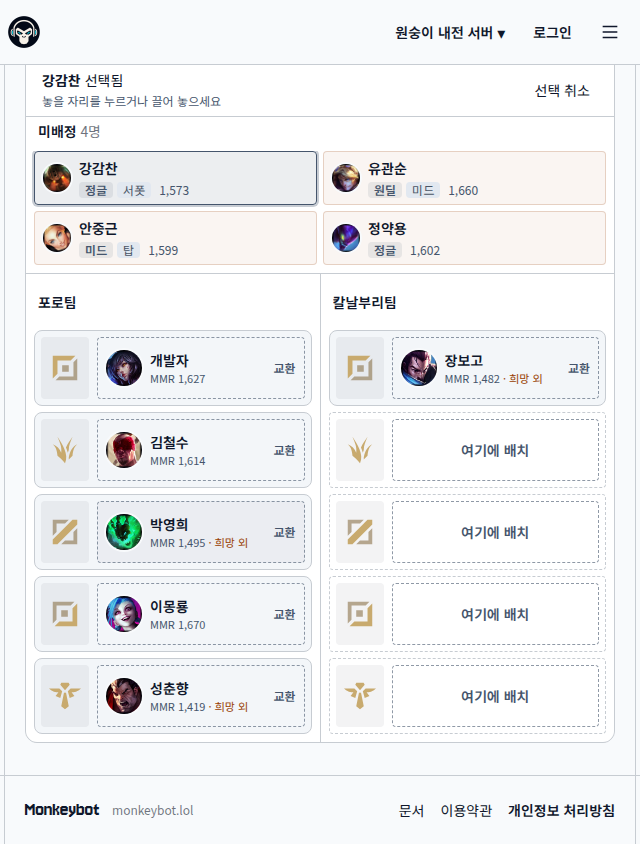 원숭이 내전 서버 ▾
로그인
강감찬 선택됨
놓을 자리를 누르거나 끌어 놓으세요
선택 취소
미배정 4명
강감찬
정글 서폿 1,573
유관순
원딜 미드 1,660
안중근
미드 탑 1,599
정약용
정글 1,602
포로팀
칼날부리팀
개발자
MMR 1,627
교환
장보고
MMR 1,482 · 희망 외
교환
김철수
MMR 1,614
교환
여기에 배치
박영희
MMR 1,495 · 희망 외
교환
여기에 배치
이몽룡
MMR 1,670
교환
여기에 배치
성춘향
MMR 1,419 · 희망 외
교환
여기에 배치
Monkeybot monkeybot.lol
문서 이용약관 개인정보 처리방침